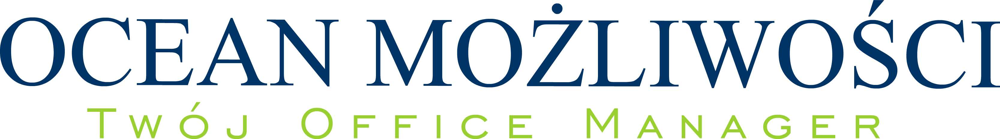 OCEAN MOŻLIWOŚCI
TWÓJ OFFICE MANAGER